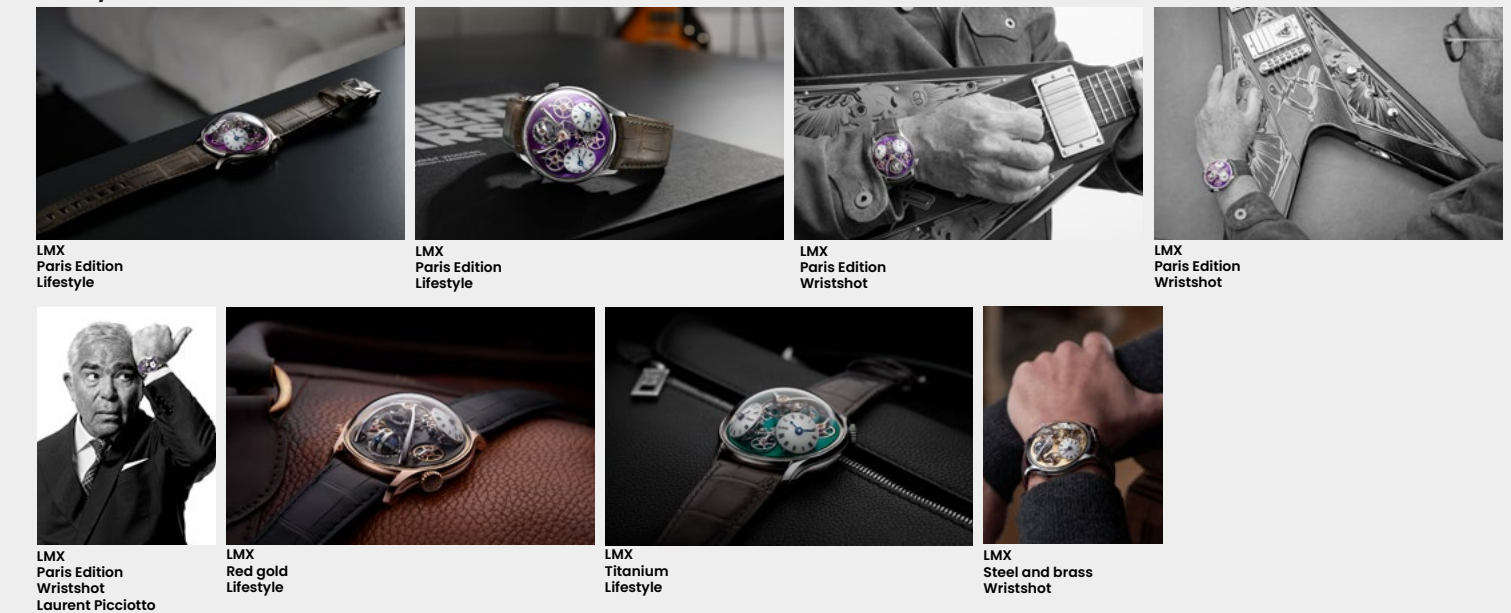 LMX
Paris Edition
Lifestyle
LMX
Paris Edition
Lifestyle
LMX
Paris Edition
Wristshot
LMX
Paris Edition
Wristshot
LMX
Paris Edition
Wristshot
Laurent Picciotto
LMX
Red gold
Lifestyle
LMX
Titanium
Lifestyle
LMX
Steel and brass
Wristshot